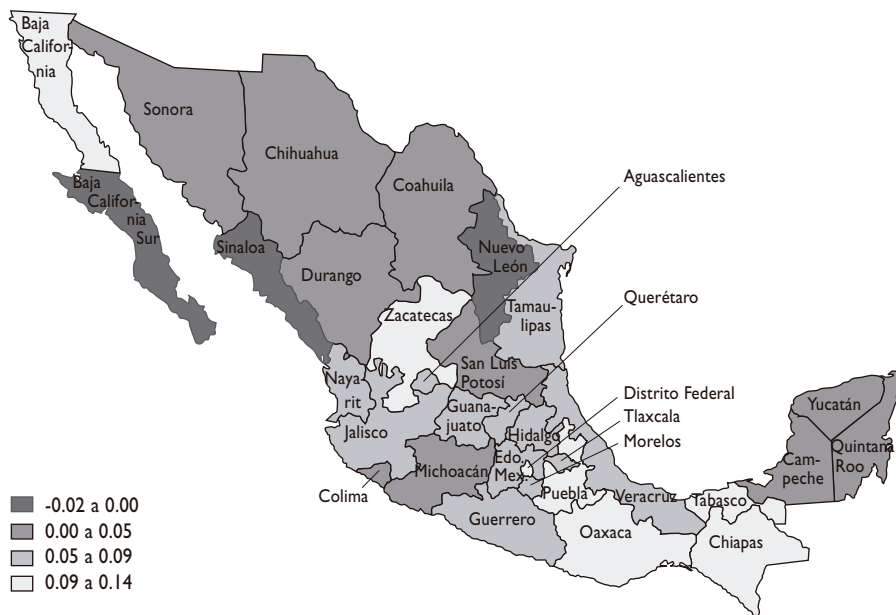 Baja
Califor-
nia
Sonora
Chihuahua
Coahuila
Aguascalientes
Baja
Califor-
nia
Sur
Sinaloa
Nuevo
León
Durango
Querétaro
Zacatecas
Tamau-
lipas
San Luis
Potosí
Naya-
rit
Guana-
juato
Distrito Federal
Tlaxcala
Morelos
Hidalgo
Jalisco
Yucatán
Quintana
Roo
Cam-
peche
Michoacán
Edo.
Mex.
Colima
Puebla
Veracruz
Tabasco
Guerrero
Oaxaca
Chiapas
-0.02 a 0.00
0.00 a 0.05
0.05 a 0.09
0.09 a 0.14